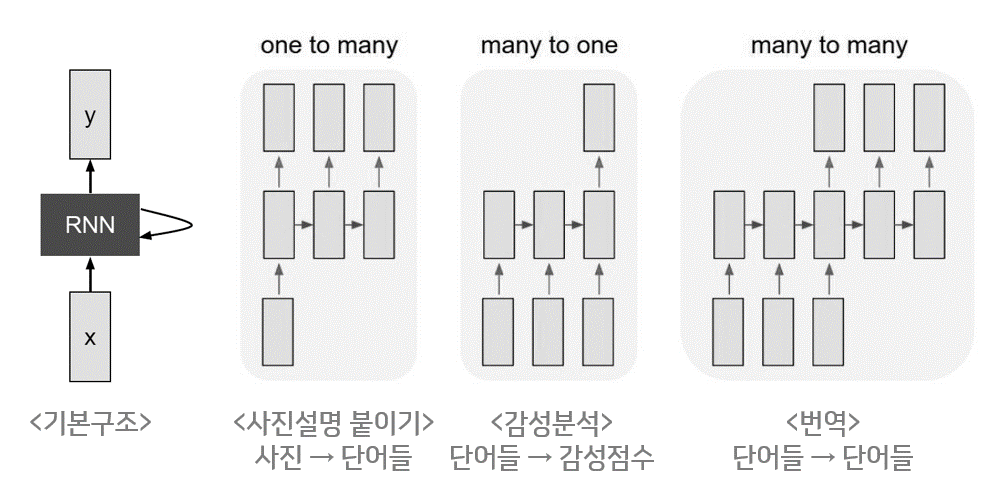 one to many
many to one
many to many
y
RNN
x
<기본구조>
<사진설명 붙이기>
사진 → 단어들
<감성분석>
단어들 → 감성점수
<번역>
단어들 → 단어들